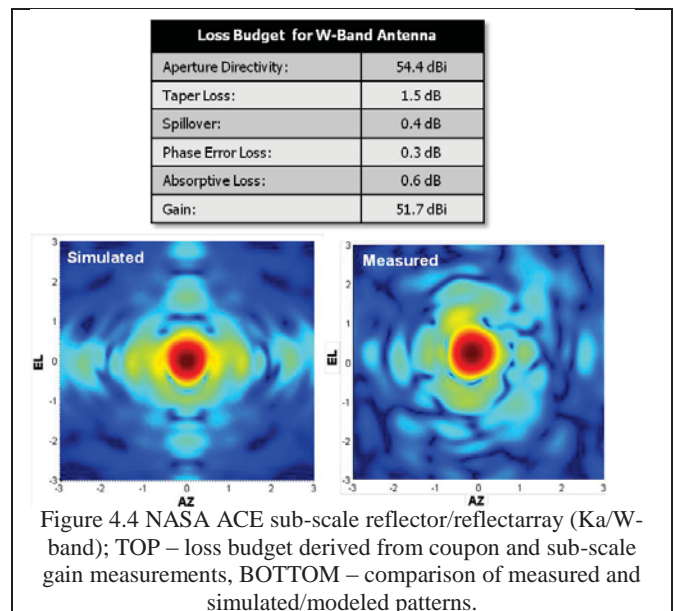 Loss Budget for W-Band Antenna
Aperture Directivity: 54.4 dBi
Taper Loss: 1.5 dB
Spillover: 0.4 dB
Phase Error Loss: 0.3 dB
Absorptive Loss: 0.6 dB
Gain: 51.7 dBi
Simulated
3
2
1
0
-1
-2
-3
EL
-3 -2 -1 0 1 2 3
AZ
Measured
3
2
1
0
-1
-2
-3
EL
-3 -2 -1 0 1 2 3
AZ
Figure 4.4 NASA ACE sub-scale reflector/reflectarray (Ka/W-
band); TOP – loss budget derived from coupon and sub-scale
gain measurements, BOTTOM – comparison of measured and
simulated/modeled patterns.